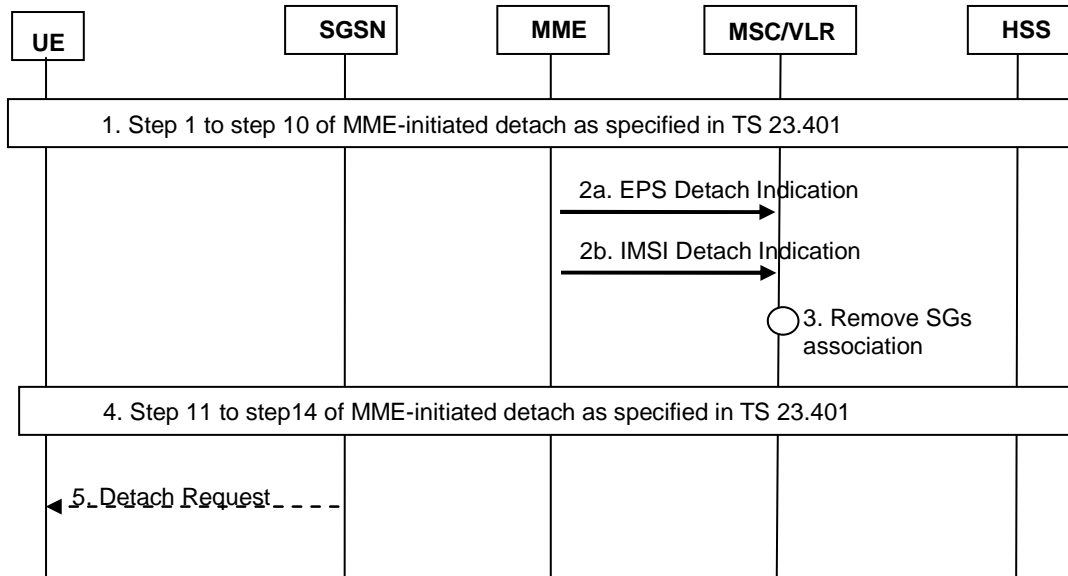 UE
SGSN
MME
MSC/VLR
HSS
1. Step 1 to step 10 of MME-initiated detach as specified in TS 23.401
2a. EPS Detach Indication
2b. IMSI Detach Indication
3. Remove SGs
association
4. Step 11 to step14 of MME-initiated detach as specified in TS 23.401
5. Detach Request